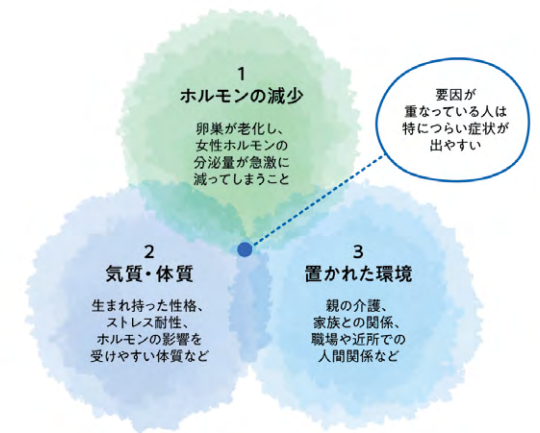 1
ホルモンの減少
卵巣が老化し、
女性ホルモンの
分泌量が急激に
減ってしまうこと
要因が
重なっている人は
特につらい症状が
出やすい
2
気質・体質
生まれ持った性格、
ストレス耐性、
ホルモンの影響を
受けやすい体質など
3
置かれた環境
親の介護、
家族との関係、
職場や近所での
人間関係など